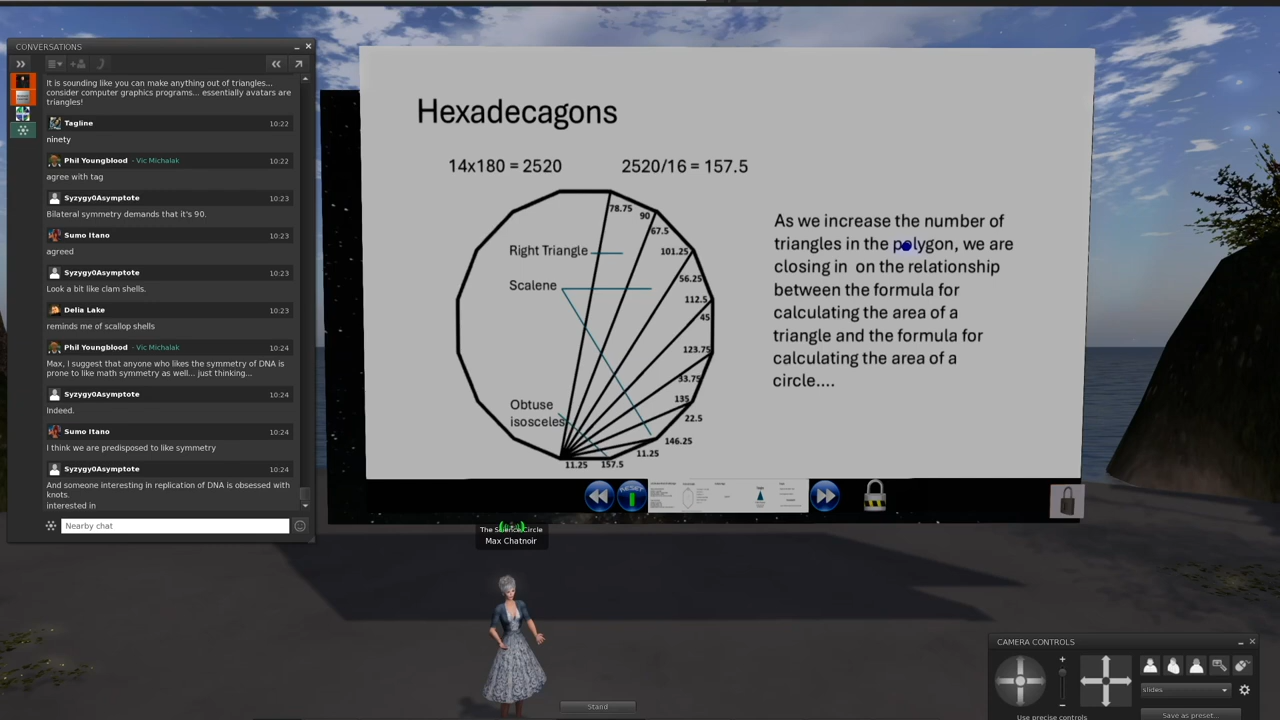 CONVERSATIONS
It is sounding like you can make anything out of triangles...
consider computer graphics programs... essentially avatars are
triangles!
Tagline 10:22
ninety
Phil Youngblood - Vic Michalak 10:22
agree with tag
Syzygy0Asymptote 10:23
Bilateral symmetry demands that it's 90.
Sumo Itano 10:23
agreed
Syzygy0Asymptote 10:23
Look a bit like clam shells.
Delia Lake 10:23
reminds me of scallop shells
Phil Youngblood - Vic Michalak 10:24
Max, I suggest that anyone who likes the symmetry of DNA is
prone to like math symmetry as well... just thinking...
Syzygy0Asymptote 10:24
Indeed.
Sumo Itano 10:24
I think we are predisposed to like symmetry
Syzygy0Asymptote 10:24
And someone interesting in replication of DNA is obsessed with
knots.
interested in
Nearby chat
Hexadecagons
14x180 = 2520 2520/16 = 157.5
78.75
90
67.5
Right Triangle
101.25
56.25
Scalene
112.5
45
123.75
33.75
135
Obtuse
isosceles
22.5
146.25
11.25
11.25 157.5
As we increase the number of
triangles in the polygon, we are
closing in on the relationship
between the formula for
calculating the area of a
triangle and the formula for
calculating the area of a
circle....
The Science Circle
Max Chatnoir
Stand
CAMERA CONTROLS
slides
Use precise controls
Save as preset...